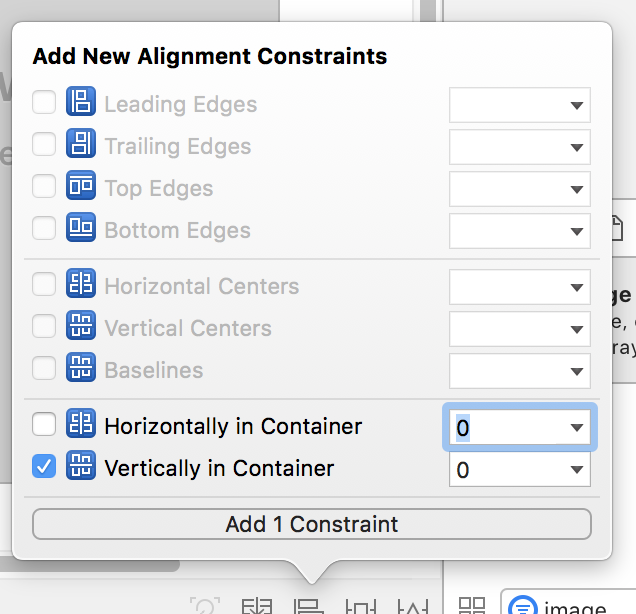 Add New Alignment Constraints
Leading Edges
Trailing Edges
Top Edges
Bottom Edges
Horizontal Centers
Vertical Centers
Baselines
Horizontally in Container 0
Vertically in Container 0
Add 1 Constraint
image